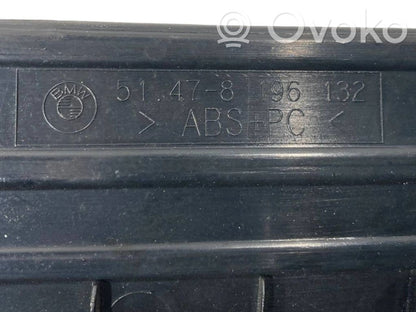 Ovoko
BMW
51.47-8 196 132
> ABS+PC <